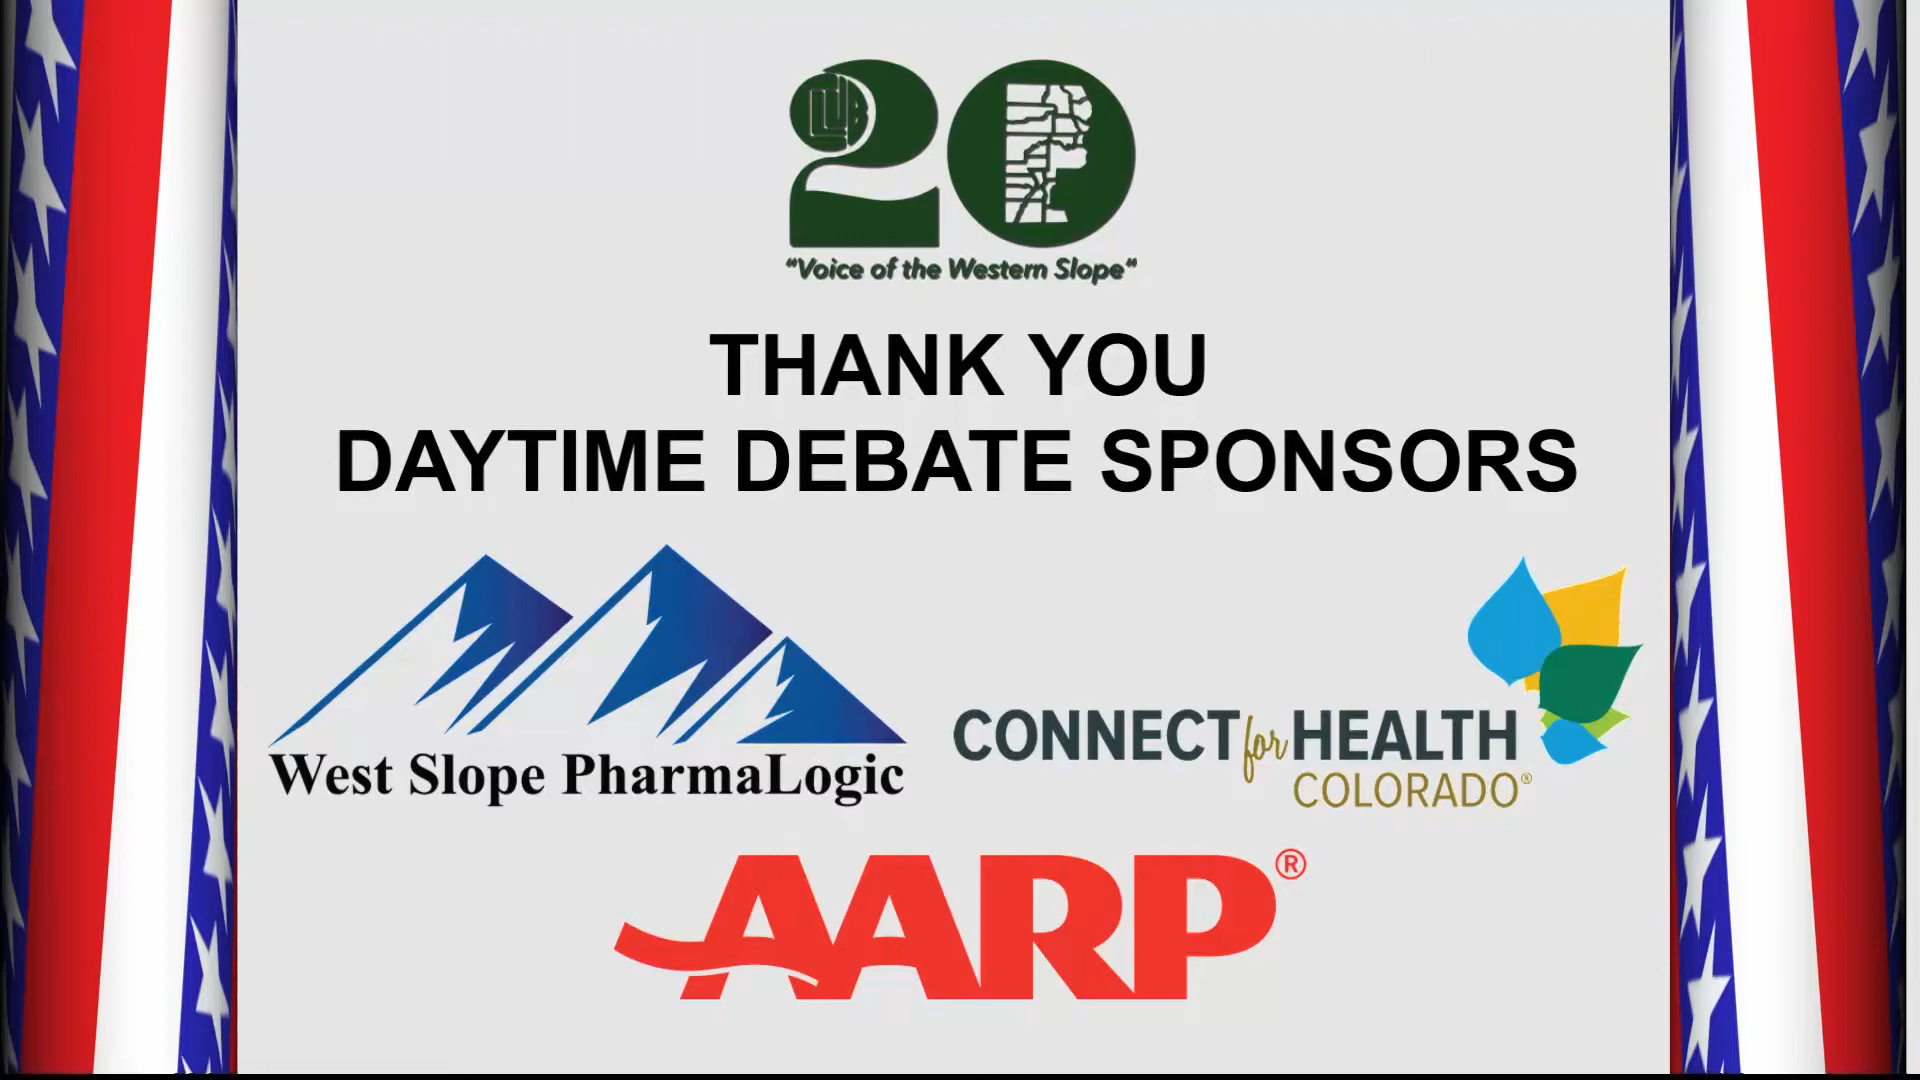 CLUB
20
"Voice of the Western Slope"
THANK YOU
DAYTIME DEBATE SPONSORS
West Slope PharmaLogic
CONNECT for HEALTH
COLORADO®
AARP®